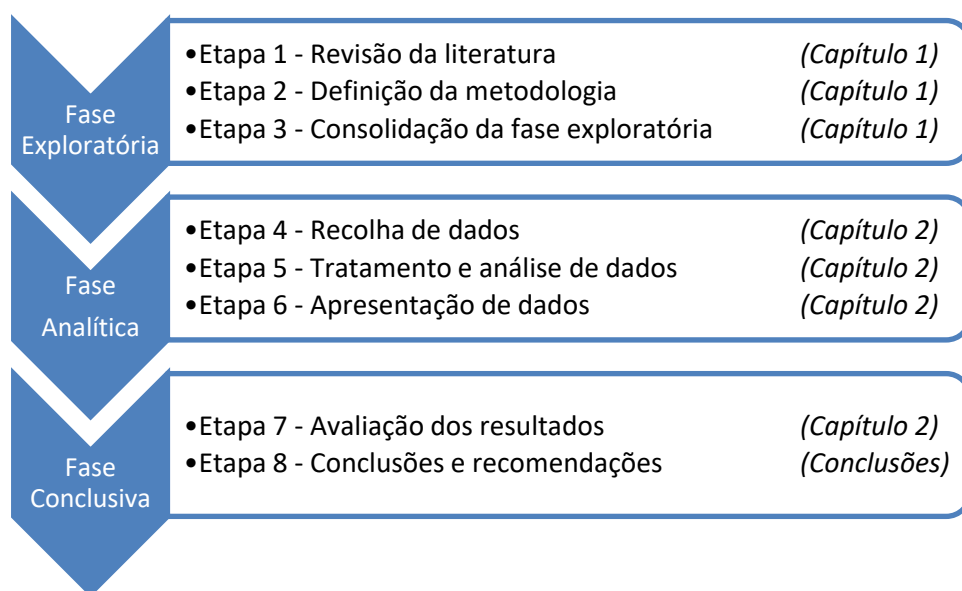 Fase
Exploratória
•Etapa 1 - Revisão da literatura (Capítulo 1)
•Etapa 2 - Definição da metodologia (Capítulo 1)
•Etapa 3 - Consolidação da fase exploratória (Capítulo 1)
Fase
Analítica
•Etapa 4 - Recolha de dados (Capítulo 2)
•Etapa 5 - Tratamento e análise de dados (Capítulo 2)
•Etapa 6 - Apresentação de dados (Capítulo 2)
Fase
Conclusiva
•Etapa 7 - Avaliação dos resultados (Capítulo 2)
•Etapa 8 - Conclusões e recomendações (Conclusões)